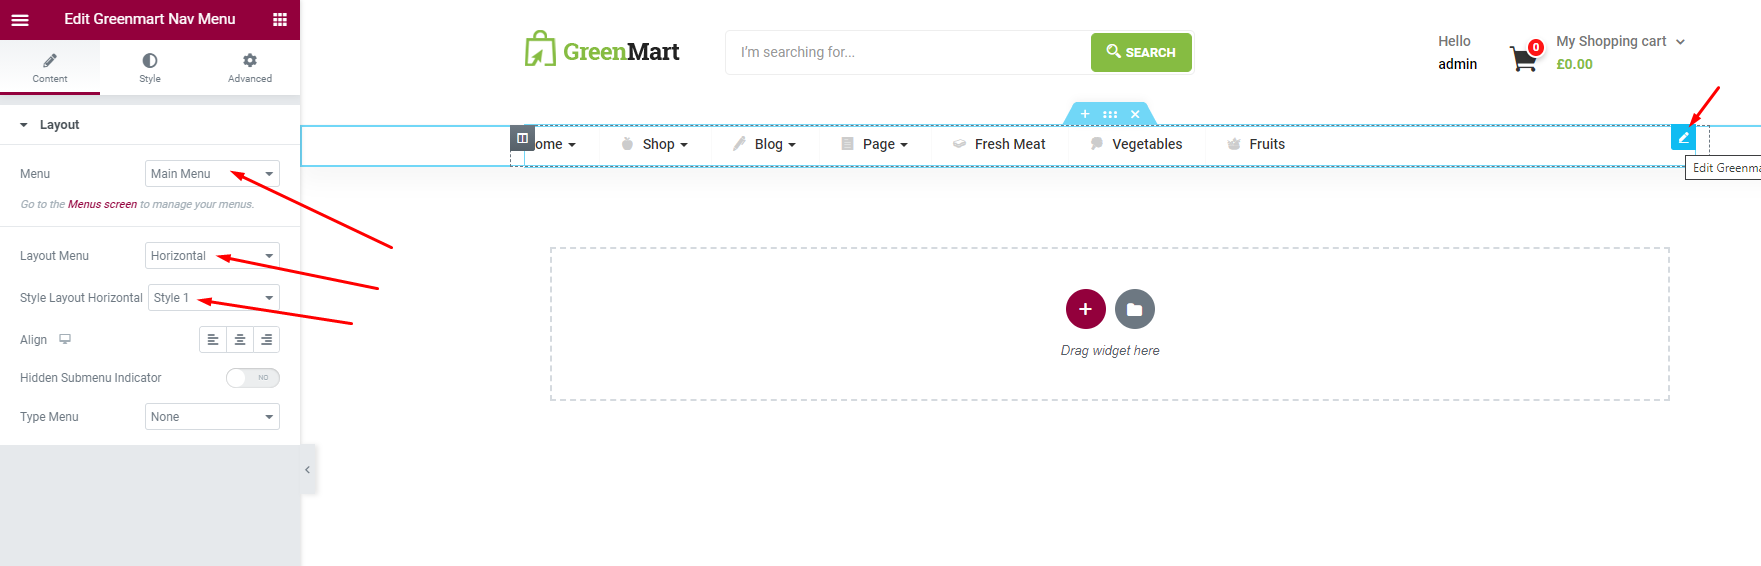 Edit Greenmart Nav Menu
Content
Style
Advanced
Layout
Menu
Main Menu
Go to the Menus screen to manage your menus.
Layout Menu
Horizontal
Style Layout Horizontal
Style 1
Align
Hidden Submenu Indicator
NO
Type Menu
None
GreenMart
I'm searching for...
SEARCH
Hello
admin
0
My Shopping cart
£0.00
ome
Shop
Blog
Page
Fresh Meat
Vegetables
Fruits
Edit Greenma
Drag widget here